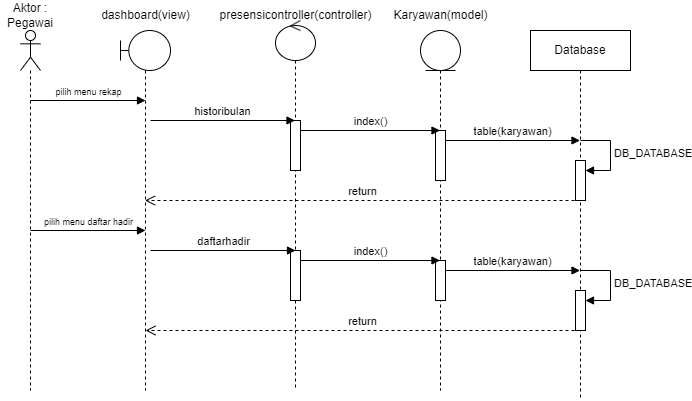 Aktor :
Pegawai
dashboard(view)
presensicontroller(controller)
Karyawan(model)
Database
pilih menu rekap
historibulan
index()
table(karyawan)
DB_DATABASE
return
pilih menu daftar hadir
daftarhadir
index()
table(karyawan)
DB_DATABASE
return